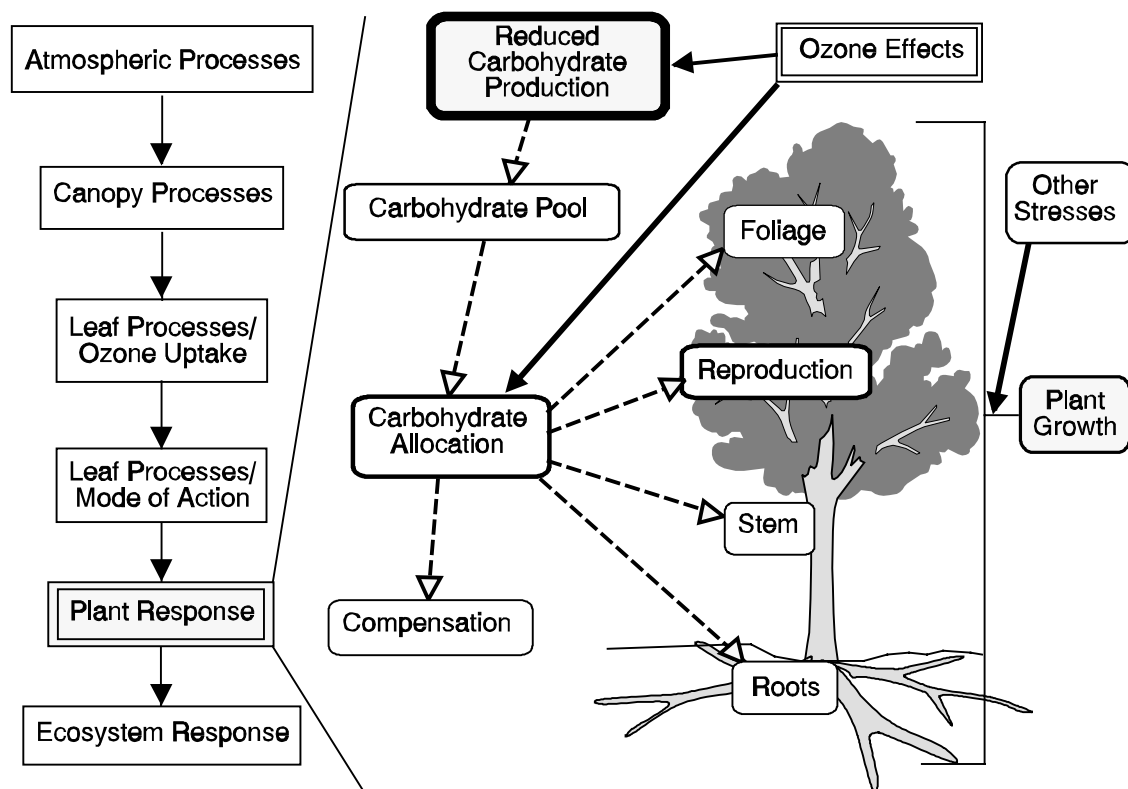 Atmospheric Processes
Canopy Processes
Leaf Processes/
Ozone Uptake
Leaf Processes/
Mode of Action
Plant Response
Ecosystem Response
Reduced
Carbohydrate
Production
Ozone Effects
Carbohydrate Pool
Carbohydrate
Allocation
Compensation
Foliage
Reproduction
Stem
Roots
Other
Stresses
Plant
Growth